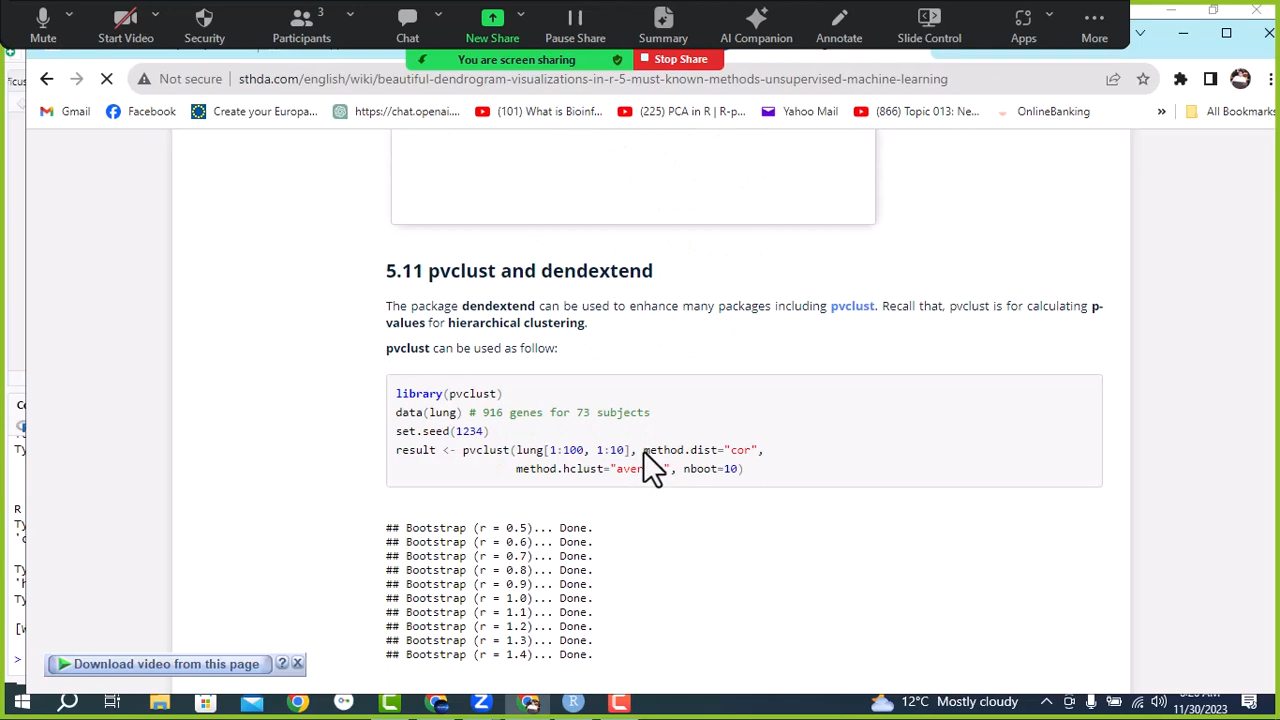 3
Mute
Start Video
Security
Participants
Chat
New Share
Pause Share
Summary
AI Companion
Annotate
Slide Control
Apps
More
You are screen sharing
Stop Share
Not secure
sthda.com/english/wiki/beautiful-dendrogram-visualizations-in-r-5-must-known-methods-unsupervised-machine-learning
Gmail
Facebook
Create your Europa...
https://chat.openai....
(101) What is Bioinf...
(225) PCA in R | R-p...
Yahoo Mail
(866) Topic 013: Ne...
OnlineBanking
»
All Bookmarks
5.11 pvclust and dendextend
The package dendextend can be used to enhance many packages including pvclust. Recall that, pvclust is for calculating p-
values for hierarchical clustering.
pvclust can be used as follow:
library(pvclust)
data(lung) # 916 genes for 73 subjects
set.seed(1234)
result <- pvclust(lung[1:100, 1:10], method.dist="cor",
method.hclust="aver", nboot=10)
## Bootstrap (r = 0.5)... Done.
## Bootstrap (r = 0.6)... Done.
## Bootstrap (r = 0.7)... Done.
## Bootstrap (r = 0.8)... Done.
## Bootstrap (r = 0.9)... Done.
## Bootstrap (r = 1.0)... Done.
## Bootstrap (r = 1.1)... Done.
## Bootstrap (r = 1.2)... Done.
## Bootstrap (r = 1.3)... Done.
## Bootstrap (r = 1.4)... Done.
Download video from this page
?
12°C Mostly cloudy
11/30/2023